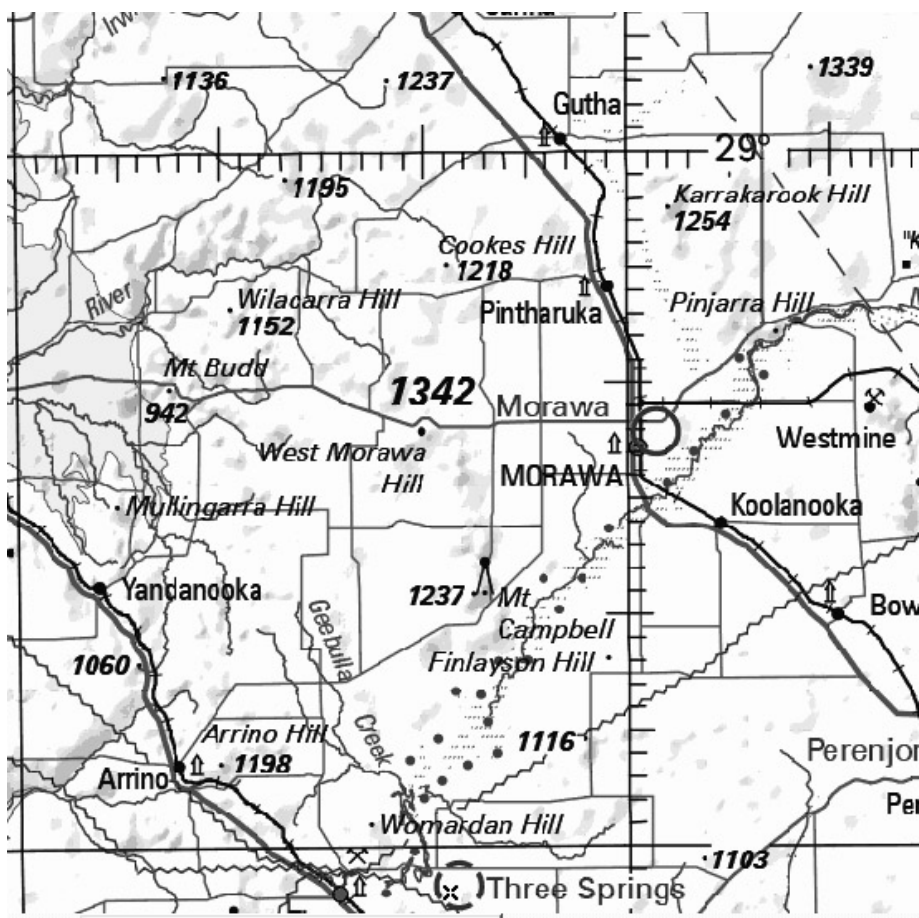 1136
1237
1339
Gutha
29°
1195
Karrakarook Hill
1254
Cookes Hill
1218
Pintharuka
Pinjarra Hill
River
Wilacarra Hill
1152
Mt Budd
942
1342
Morawa
West Morawa
Hill
MORAWA
Westmine
Mullingarra Hill
Koolanooka
Yandanooka
1237
Mt
Campbell
Geebulla
Creek
Finlayson Hill
1060
Arrino Hill
1198
1116
Arrino
Perenjor
Womardan Hill
1103
Three Springs